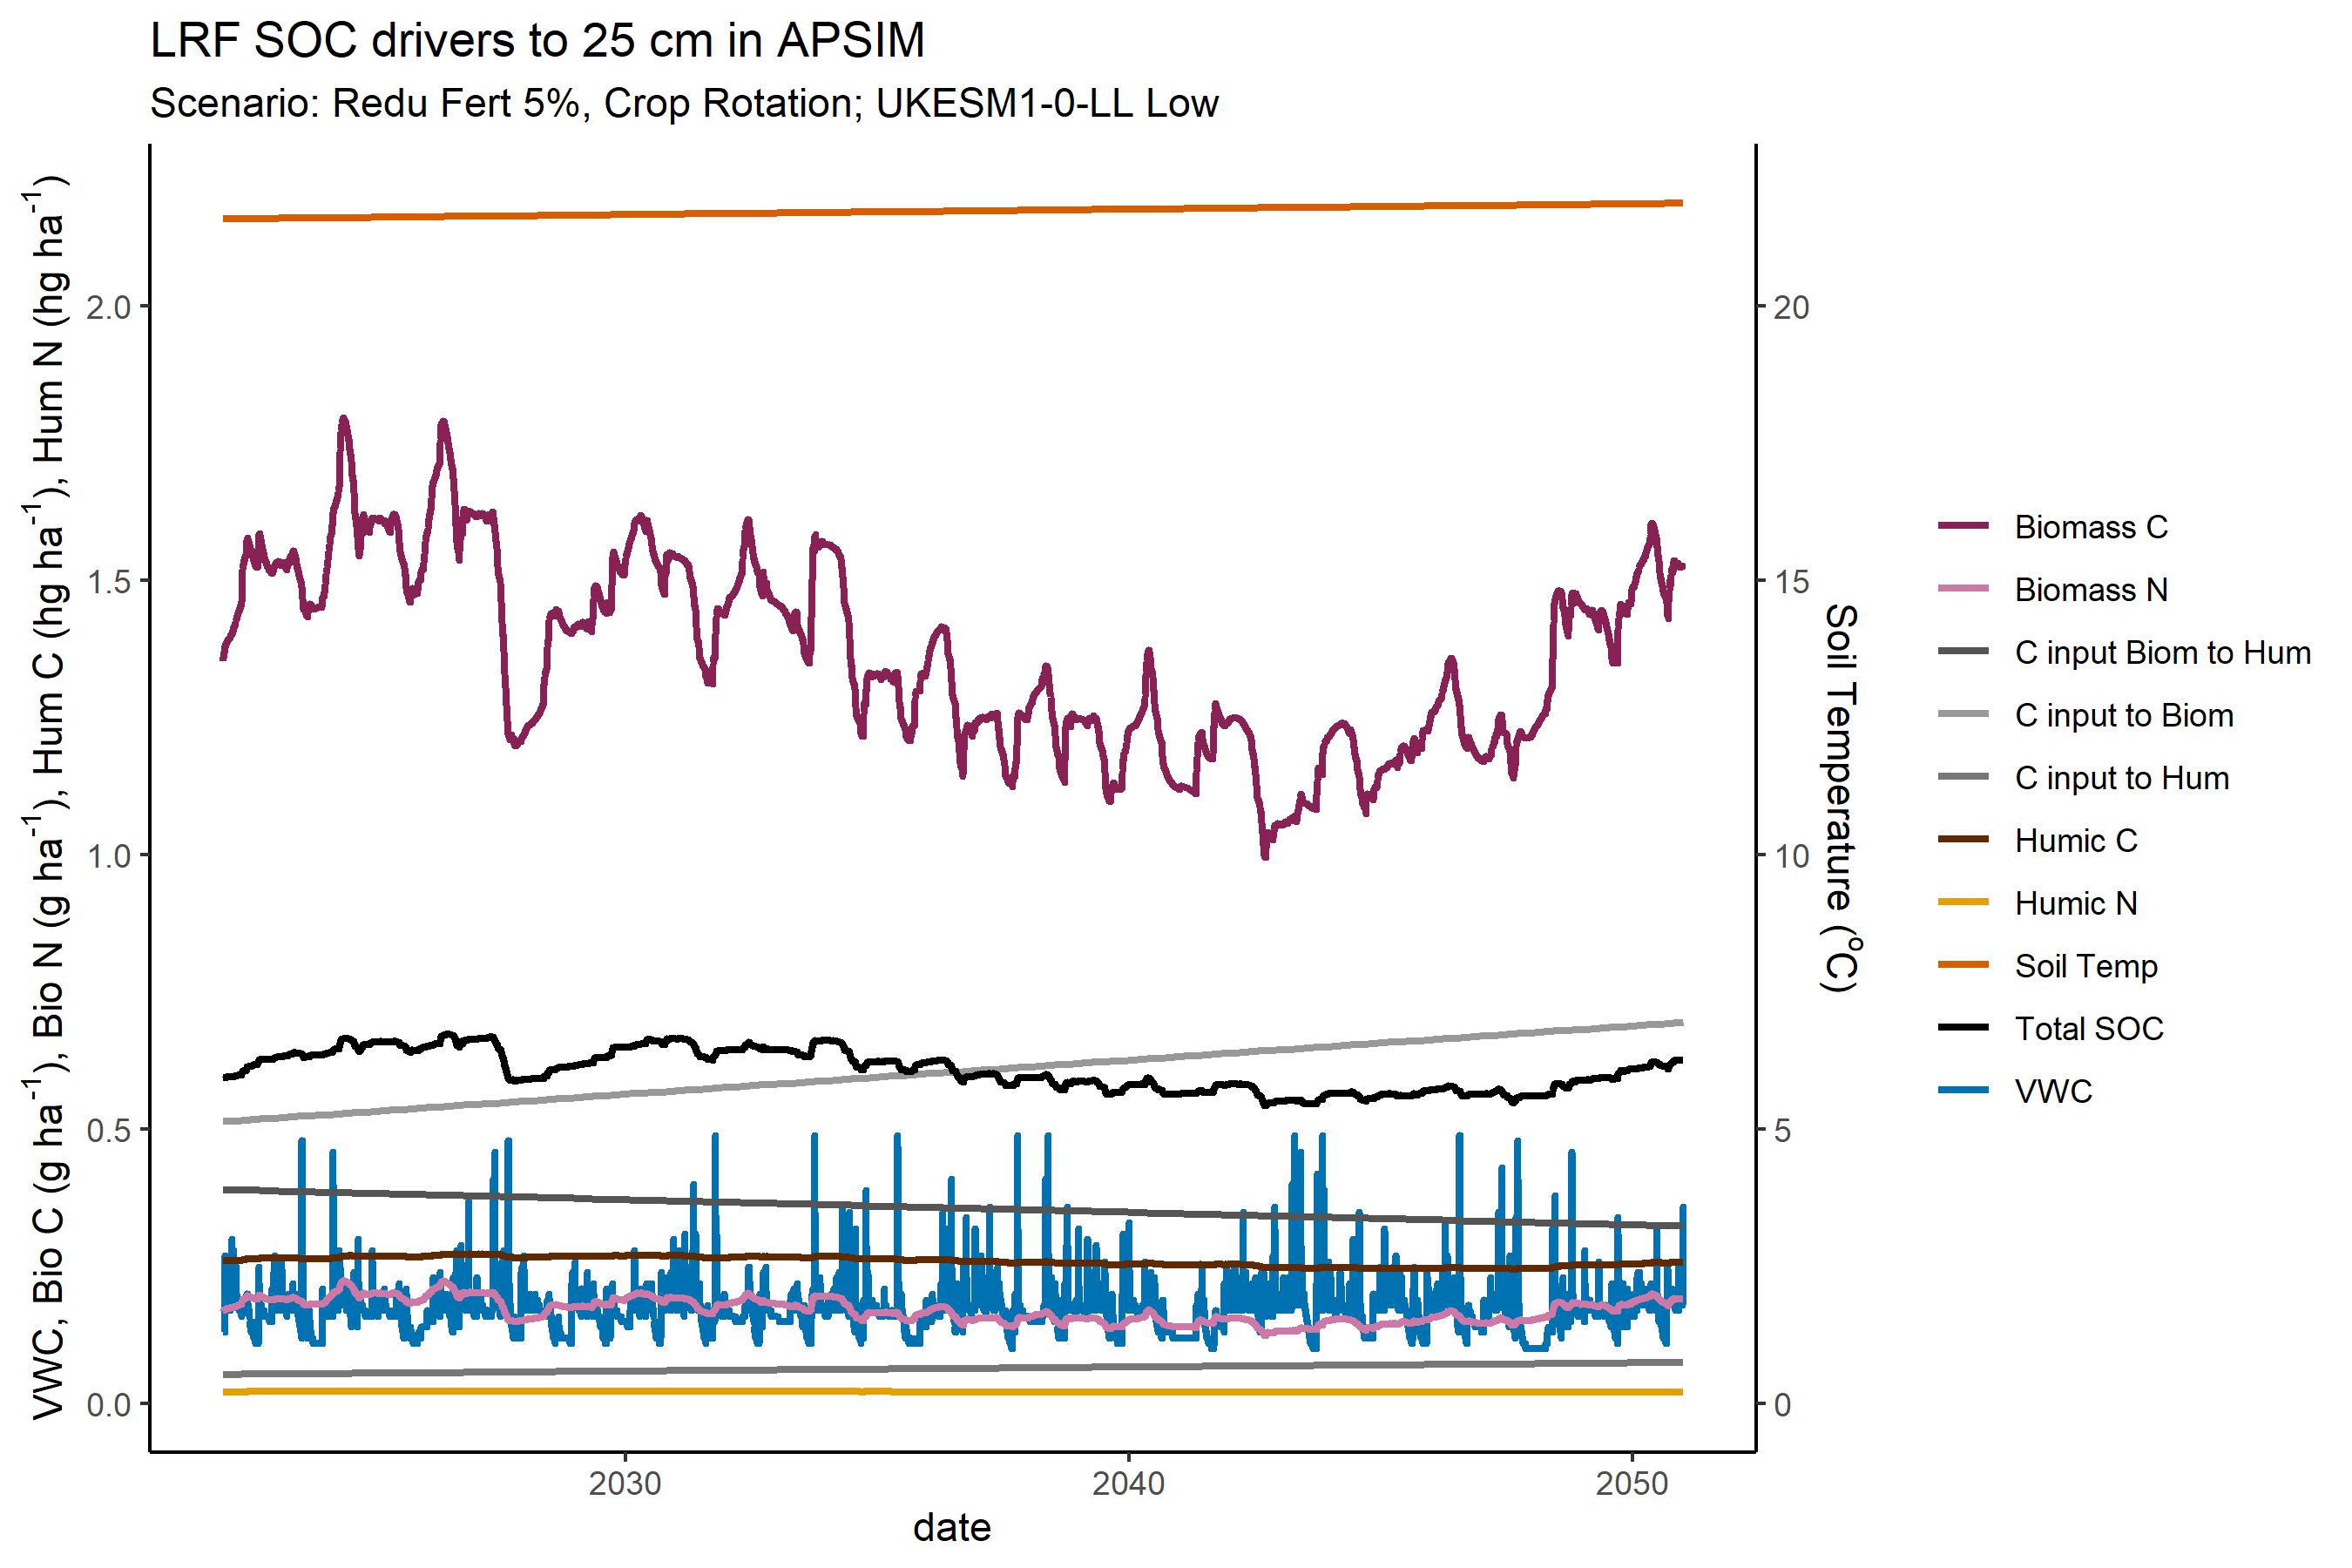 LRF SOC drivers to 25 cm in APSIM
Scenario: Redu Fert 5%, Crop Rotation; UKESM1-0-LL Low
VWC, Bio C (g ha⁻¹), Bio N (g ha⁻¹), Hum C (hg ha⁻¹), Hum N (hg ha⁻¹)
2.0
1.5
1.0
0.5
0.0
20
15
10
5
0
Soil Temperature (ºC)
2030
2040
2050
date
Biomass C
Biomass N
C input Biom to Hum
C input to Biom
C input to Hum
Humic C
Humic N
Soil Temp
Total SOC
VWC